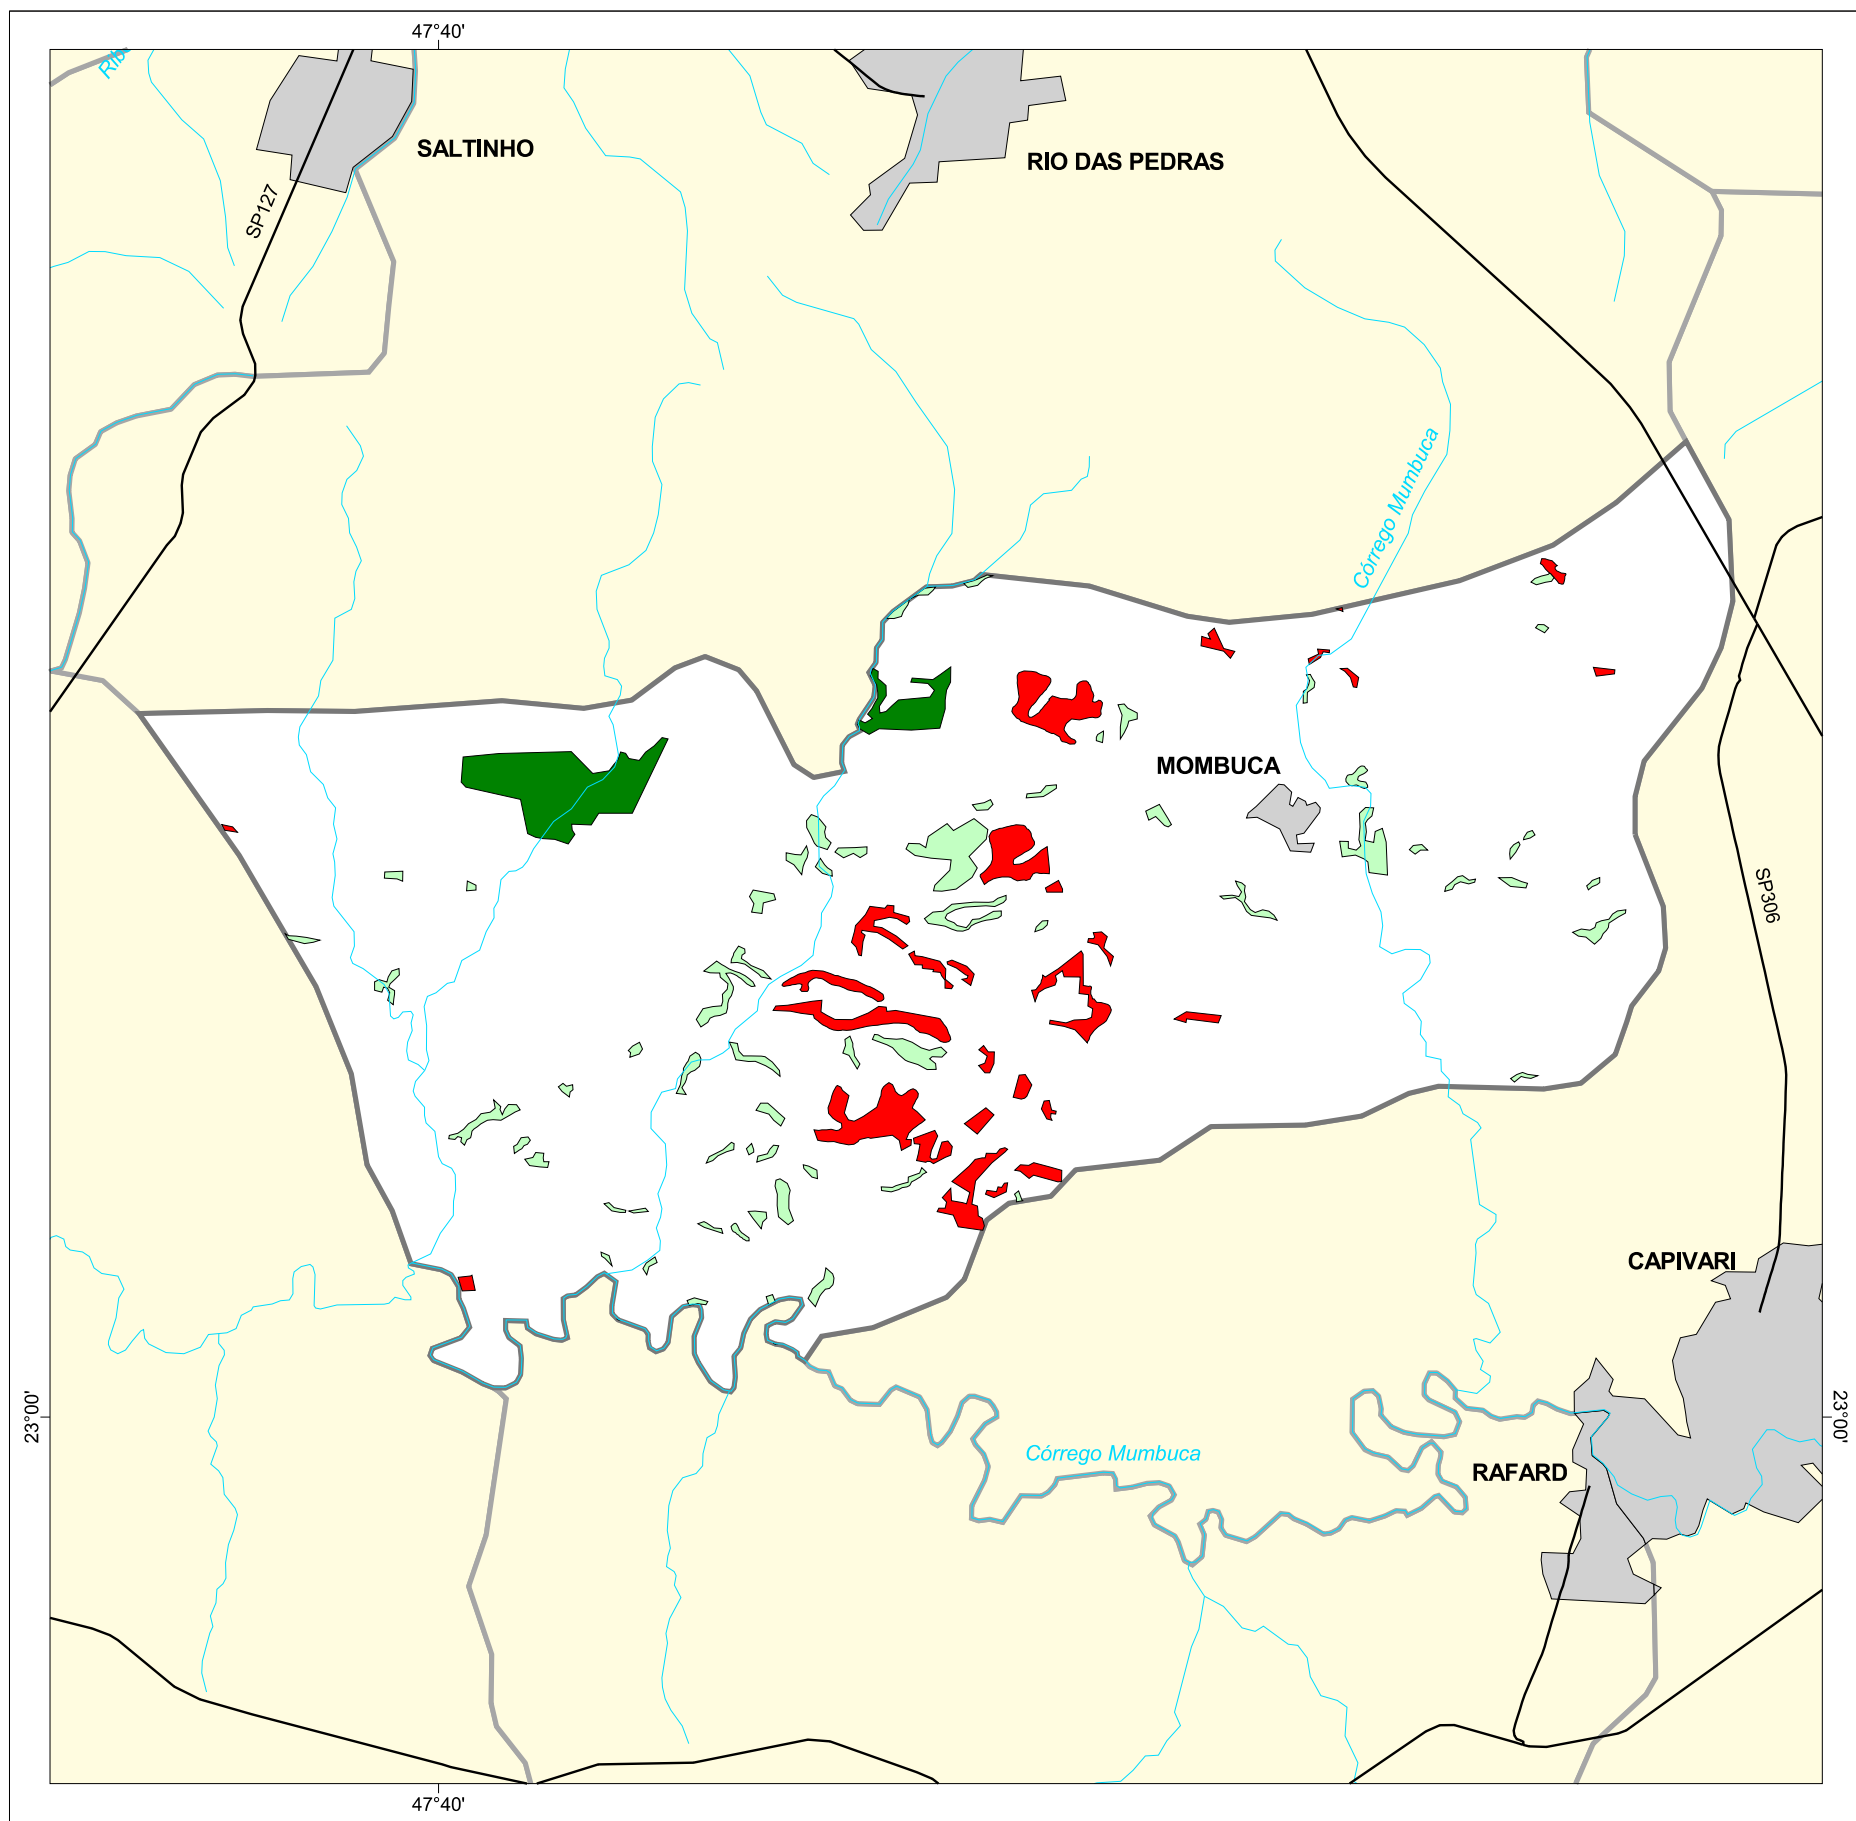 47°40'
Rib
SALTINHO
RIO DAS PEDRAS
SP127
Córrego Mumbuca
MOMBUCA
SP306
CAPIVARI
23°00'
23°00'
Córrego Mumbuca
RAFARD
47°40'